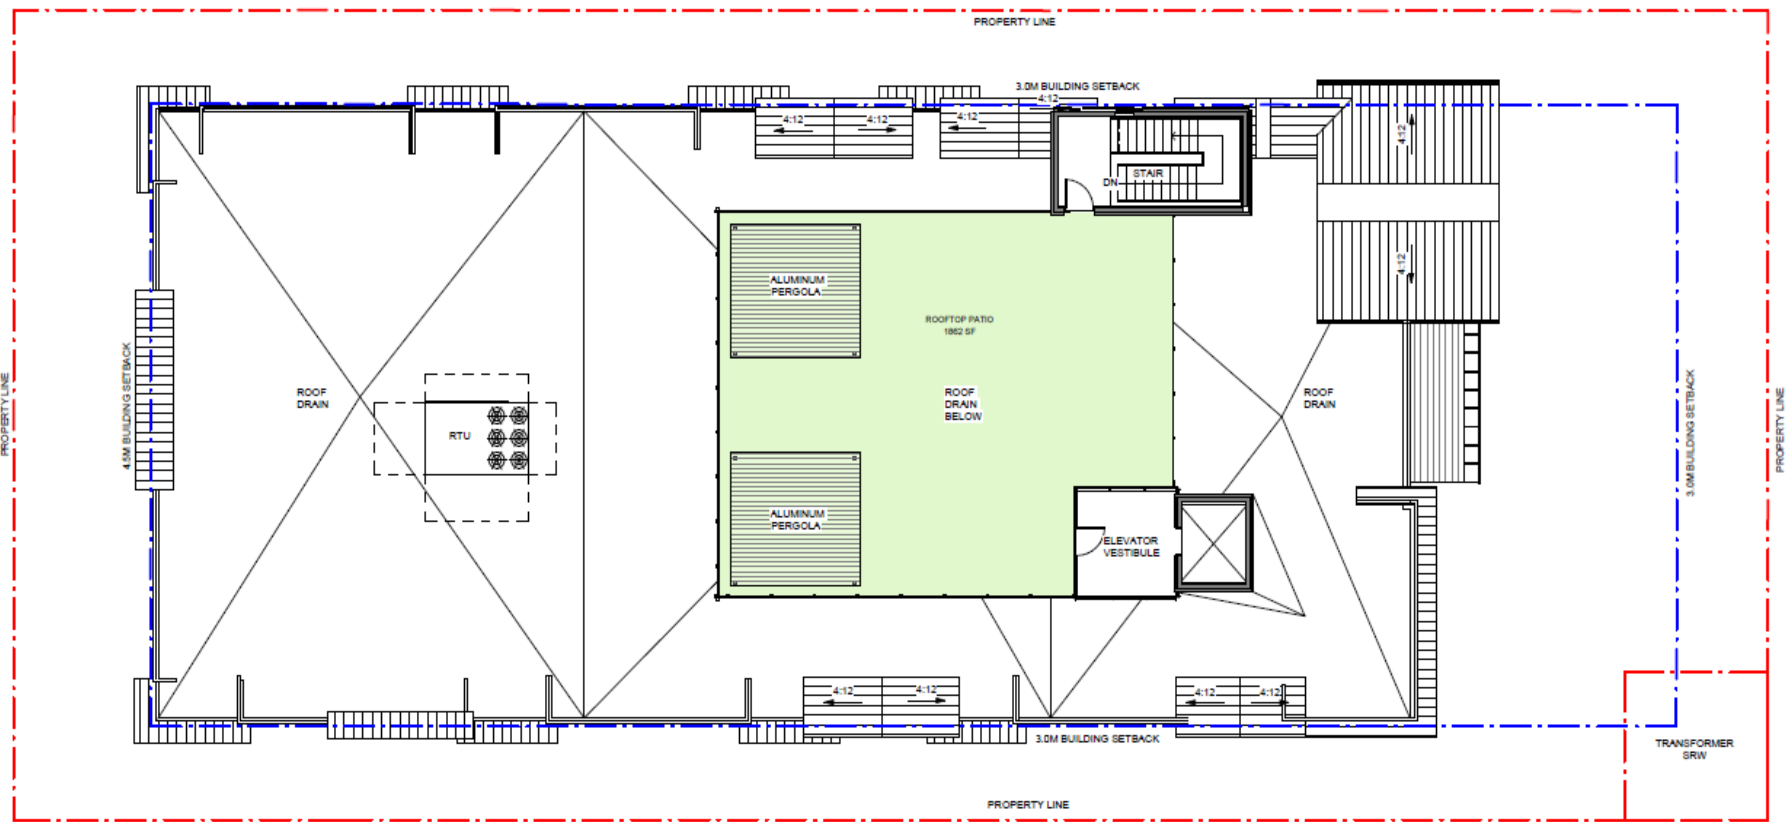 PROPERTY LINE
3.0M BUILDING SETBACK
4:12
4:12
4:12
4:12
4:12
STAIR
DN
ALUMINUM
PERGOLA
4:12
ROOFTOP PATIO
1862 SF
PROPERTY LINE
4.5M BUILDING SETBACK
ROOF
DRAIN
RTU
ROOF
DRAIN
BELOW
ROOF
DRAIN
3.0M BUILDING SETBACK
PROPERTY LINE
ALUMINUM
PERGOLA
ELEVATOR
VESTIBULE
4:12
4:12
4:12
4:12
3.0M BUILDING SETBACK
TRANSFORMER
SRW
PROPERTY LINE